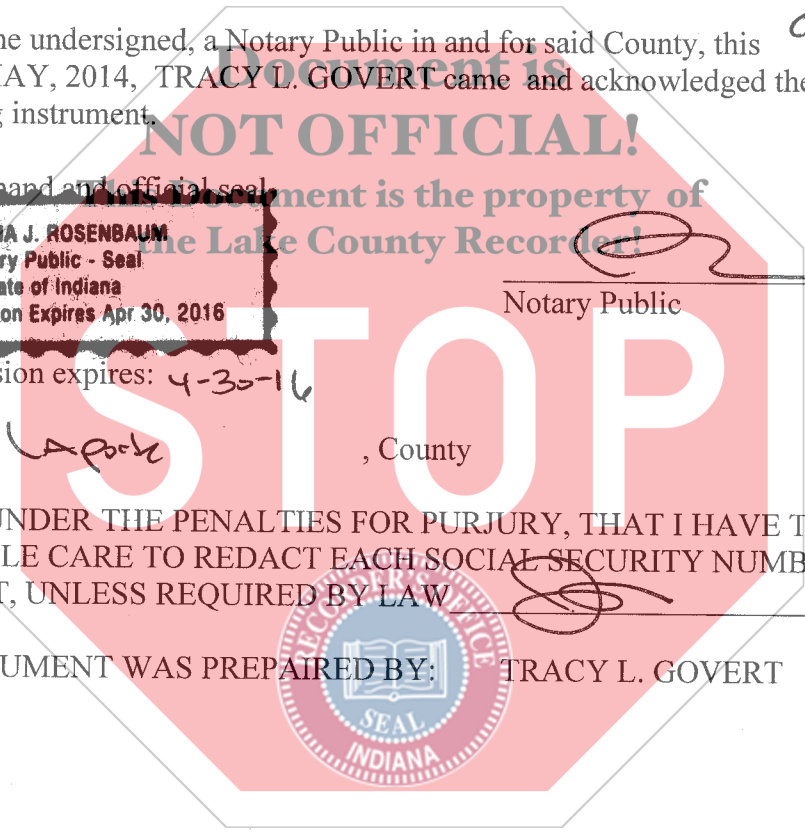 ne undersigned, a Notary Public in and for said County, this
MAY, 2014, TRACY L. GOVERT came and acknowledged the
g instrument.
Document is
NOT OFFICIAL!
This Document is the property of
the Lake County Recorder!
hand and official seal
A J. ROSENBAUM
ry Public - Seal
ate of Indiana
on Expires Apr 30, 2016
Notary Public
sion expires: 4-30-16
STOP
LAPorte , County
UNDER THE PENALTIES FOR PURJURY, THAT I HAVE T
LE CARE TO REDACT EACH SOCIAL SECURITY NUMB
T, UNLESS REQUIRED BY LAW
UMENT WAS PREPAIRED BY: TRACY L. GOVERT
RECORDER'S OFFICE
SEAL
INDIANA